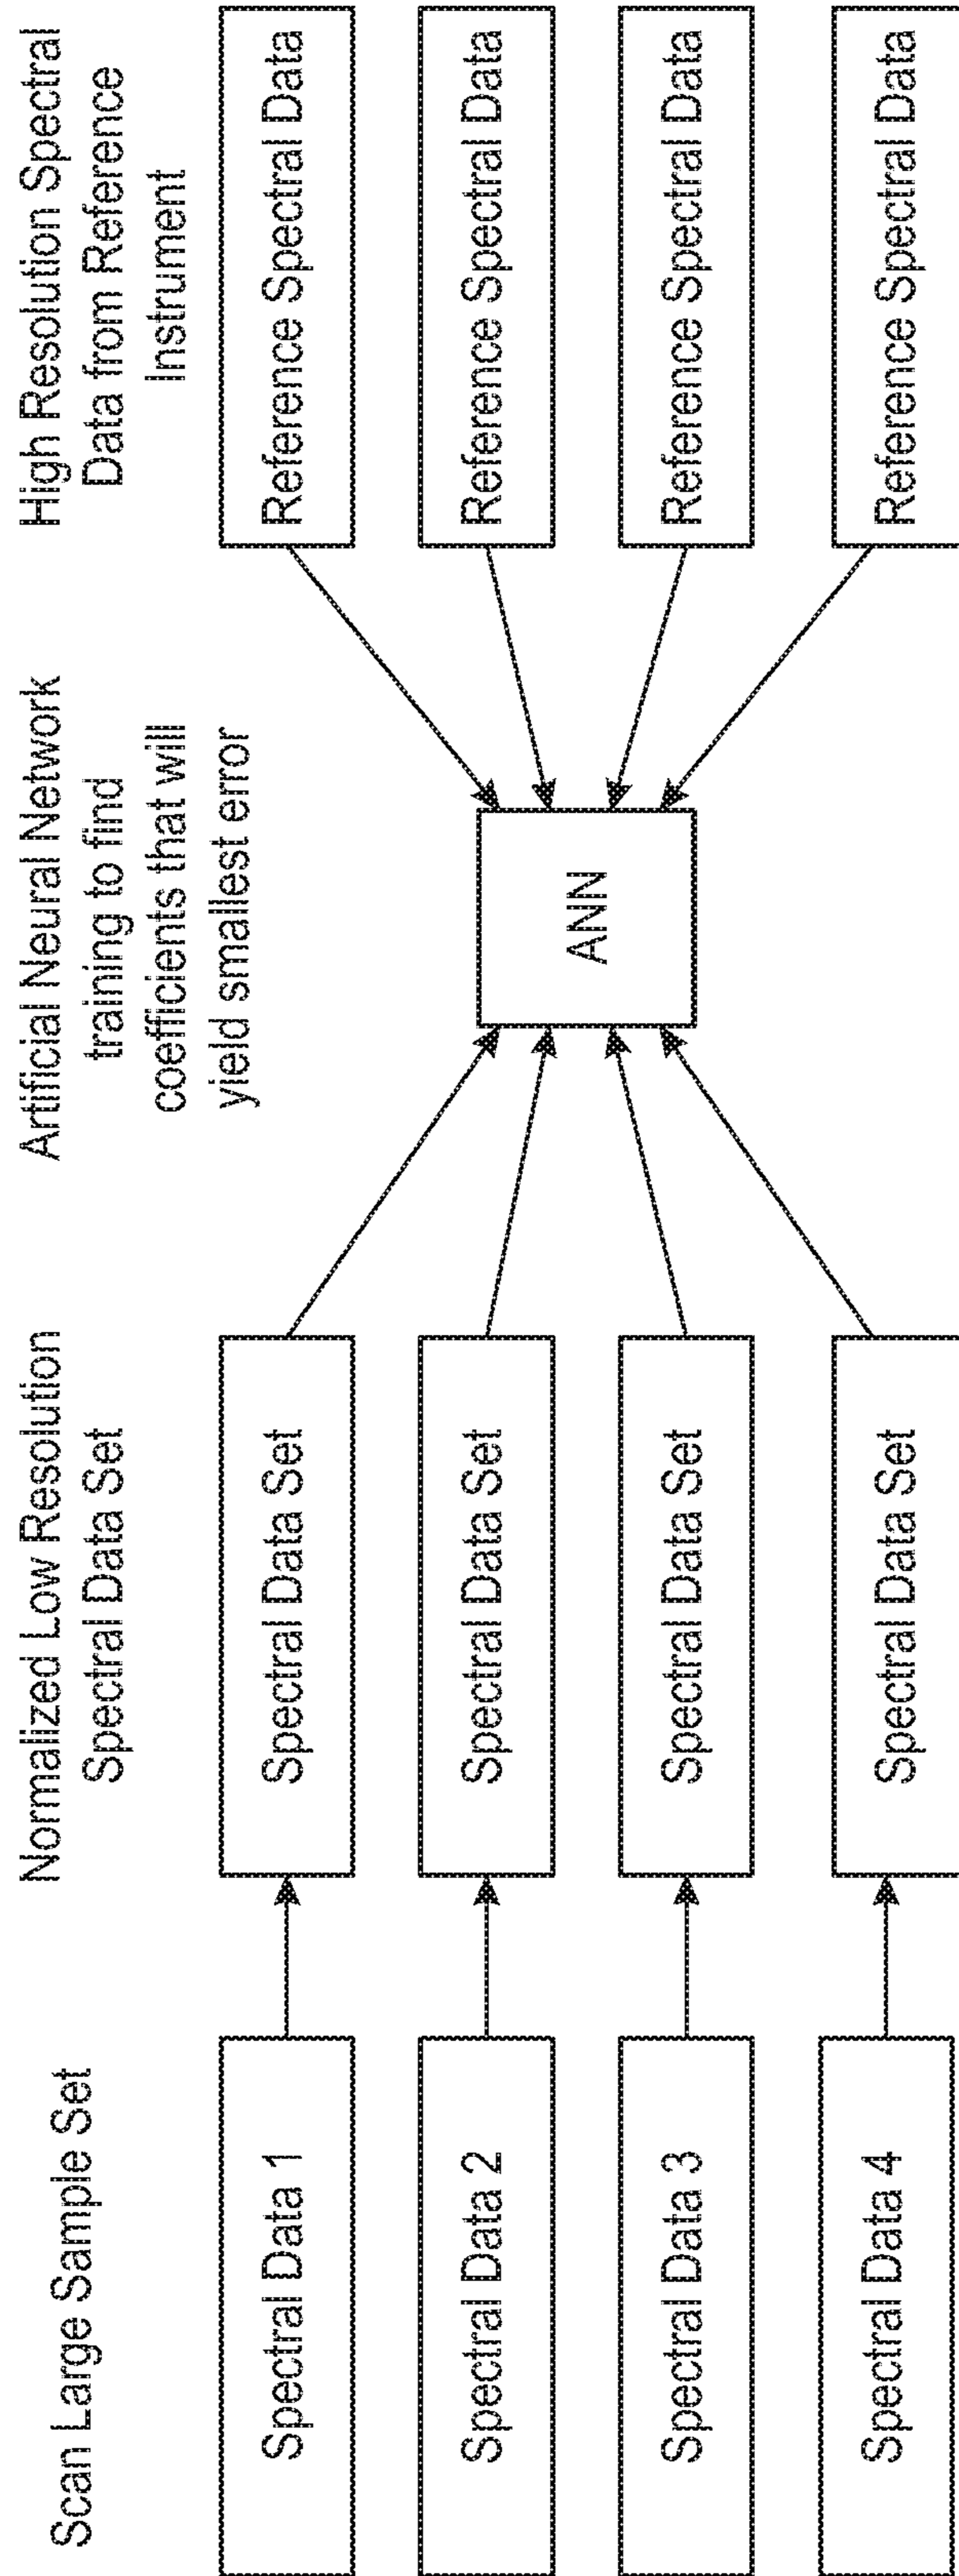 Scan Large Sample Set
Spectral Data 1
Spectral Data 2
Spectral Data 3
Spectral Data 4
Normalized Low Resolution
Spectral Data Set
Spectral Data Set
Spectral Data Set
Spectral Data Set
Spectral Data Set
Artificial Neural Network
training to find
coefficients that will
yield smallest error
ANN
High Resolution Spectral
Data from Reference
Instrument
Reference Spectral Data
Reference Spectral Data
Reference Spectral Data
Reference Spectral Data